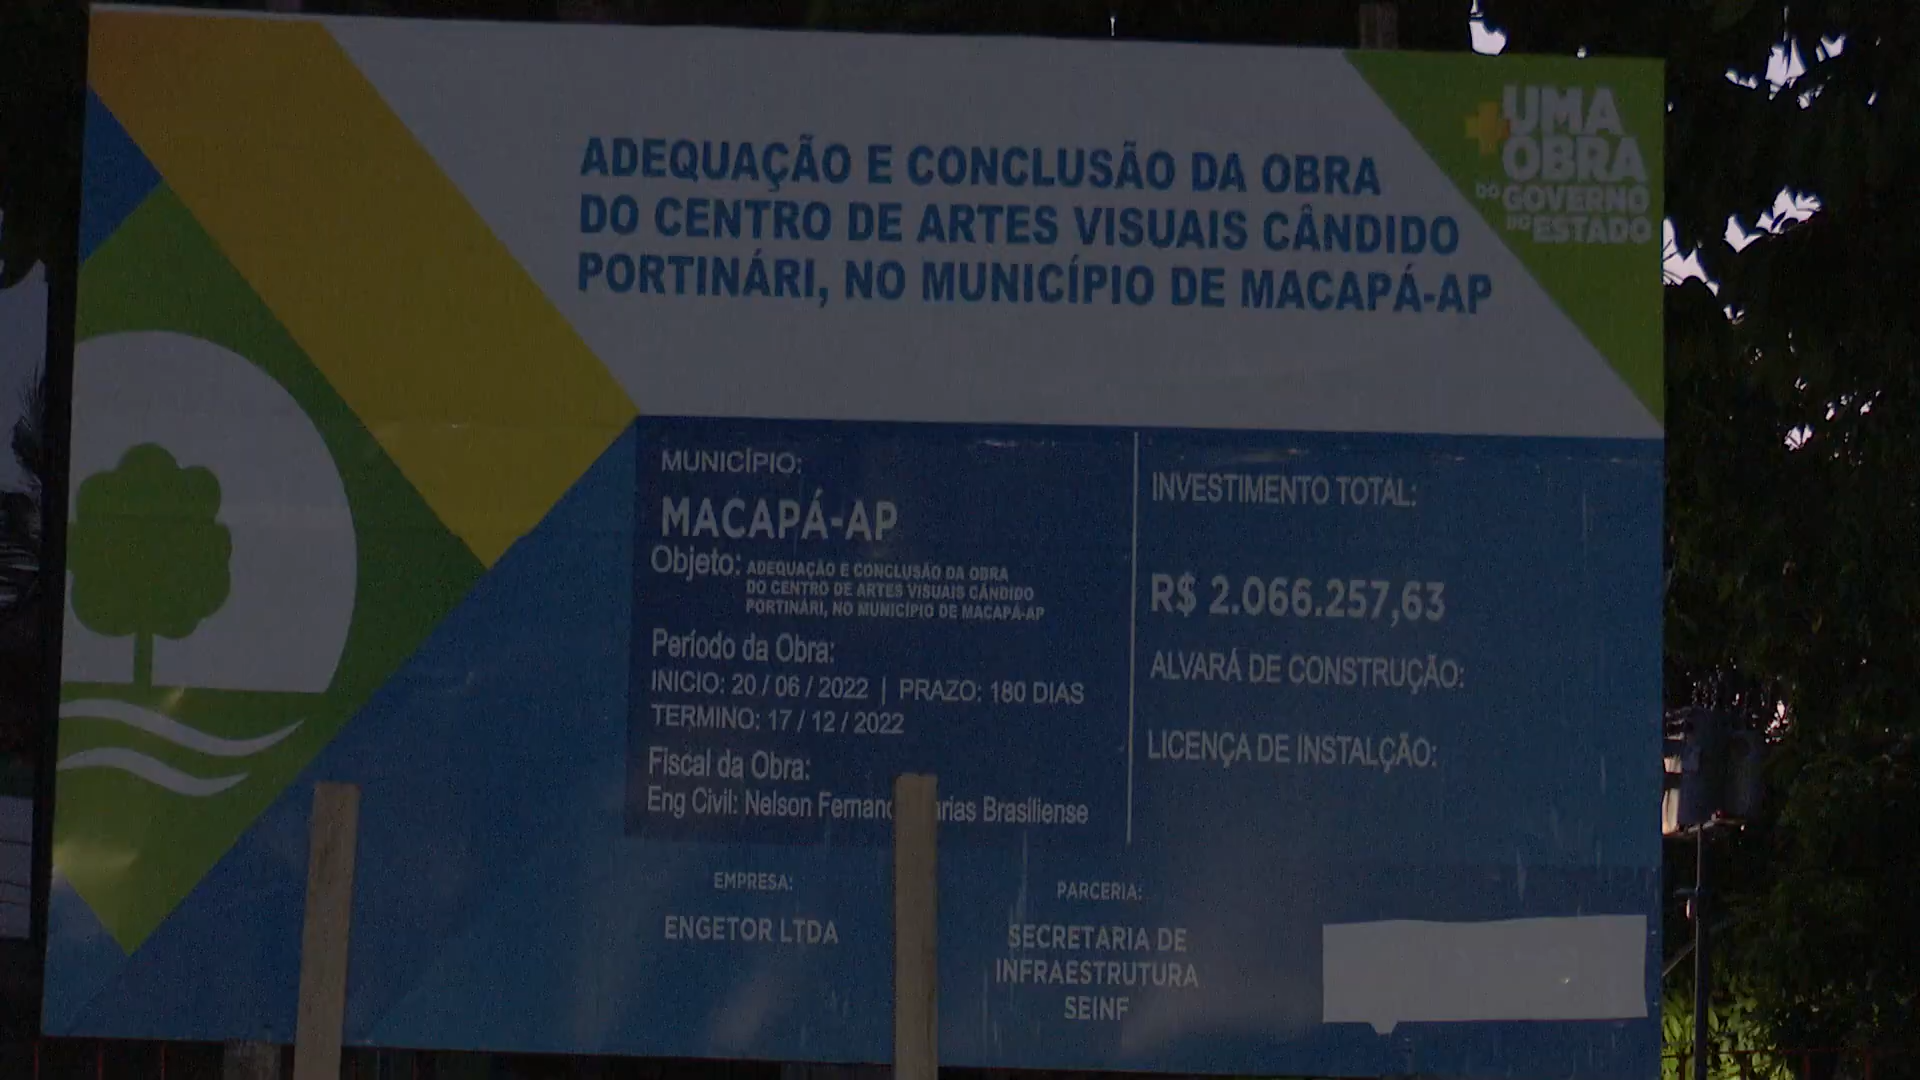 +UMA
OBRA
DO GOVERNO
DO ESTADO
ADEQUAÇÃO E CONCLUSÃO DA OBRA
DO CENTRO DE ARTES VISUAIS CÂNDIDO
PORTINÁRI, NO MUNICÍPIO DE MACAPÁ-AP
MUNICÍPIO:
MACAPÁ-AP
Objeto: ADEQUAÇÃO E CONCLUSÃO DA OBRA
DO CENTRO DE ARTES VISUAIS CÂNDIDO
PORTINÁRI, NO MUNICÍPIO DE MACAPÁ-AP
Período da Obra:
INICIO: 20 / 06 / 2022 | PRAZO: 180 DIAS
TERMINO: 17 / 12 / 2022
Fiscal da Obra:
Eng Civil: Nelson Brasiliense
INVESTIMENTO TOTAL:
R$ 2.066.257,63
ALVARÁ DE CONSTRUÇÃO:
LICENÇA DE INSTALÇÃO:
EMPRESA:
ENGETOR LTDA
PARCERIA:
SECRETARIA DE
INFRAESTRUTURA
SEINF